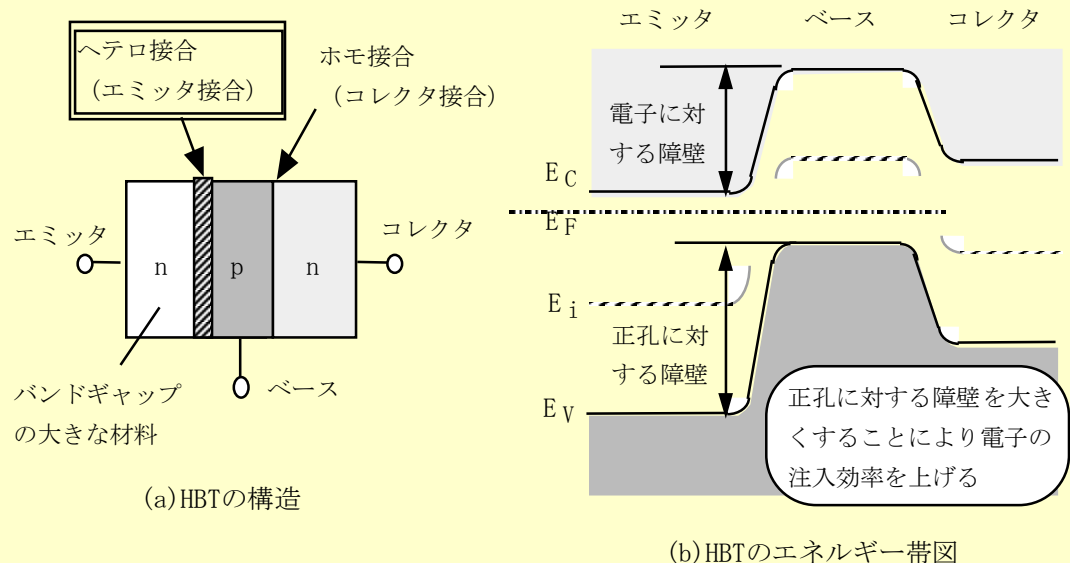 ヘテロ接合
(エミッタ接合)
ホモ接合
(コレクタ接合)
エミッタ
コレクタ
n
p
n
ベース
バンドギャップ
の大きな材料
(a)HBTの構造
エミッタ
ベース
コレクタ
電子に対
する障壁
E C
E F
E i
正孔に対
する障壁
E V
正孔に対する障壁を大き
くすることにより電子の
注入効率を上げる
(b)HBTのエネルギー帯図